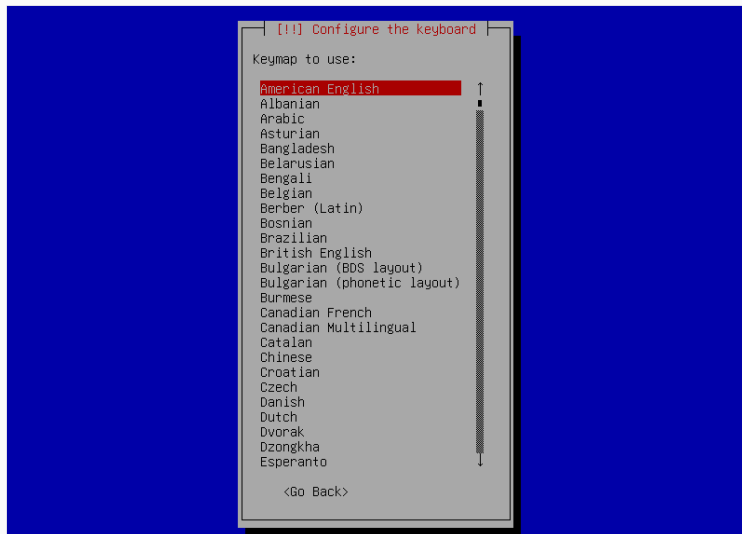 [!!] Configure the keyboard
Keymap to use:
American English
Albanian
Arabic
Asturian
Bangladesh
Belarusian
Bengali
Belgian
Berber (Latin)
Bosnian
Brazilian
British English
Bulgarian (BDS layout)
Bulgarian (phonetic layout)
Burmese
Canadian French
Canadian Multilingual
Catalan
Chinese
Croatian
Czech
Danish
Dutch
Dvorak
Dzongkha
Esperanto
<Go Back>